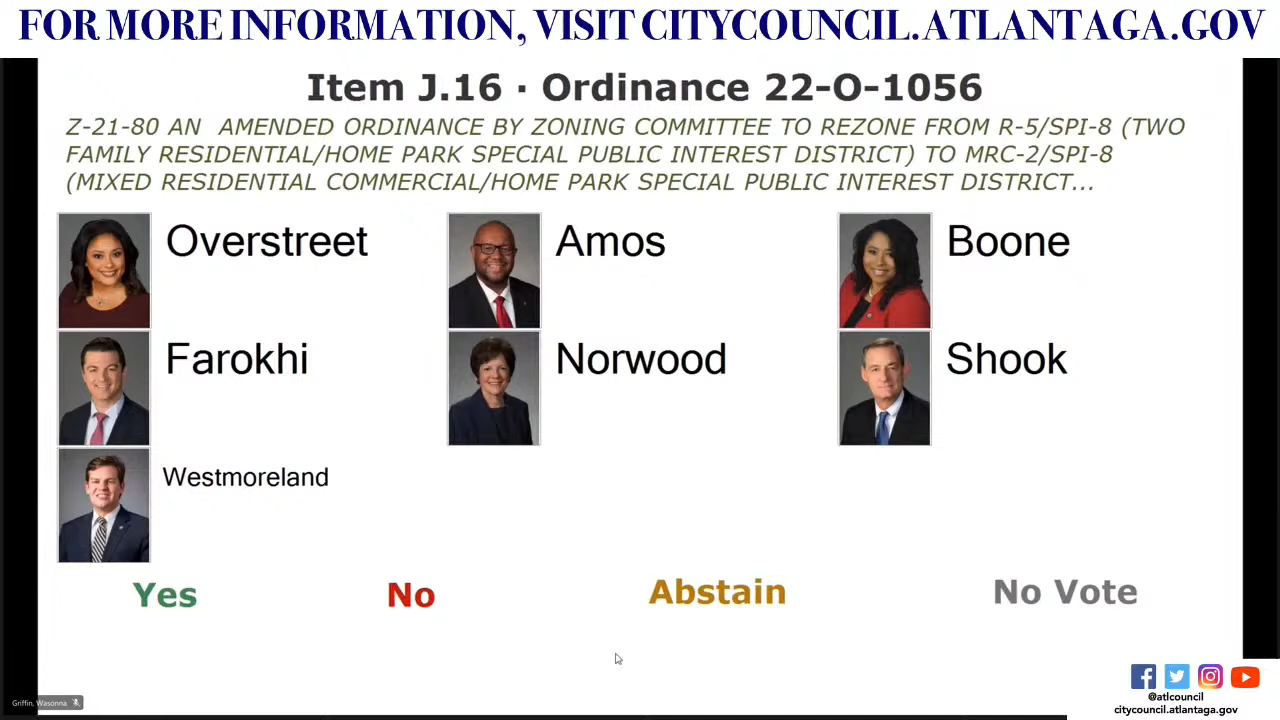 FOR MORE INFORMATION, VISIT CITYCOUNCIL.ATLANTAGA.GOV
Item J.16 · Ordinance 22-O-1056
Z-21-80 AN AMENDED ORDINANCE BY ZONING COMMITTEE TO REZONE FROM R-5/SPI-8 (TWO
FAMILY RESIDENTIAL/HOME PARK SPECIAL PUBLIC INTEREST DISTRICT) TO MRC-2/SPI-8
(MIXED RESIDENTIAL COMMERCIAL/HOME PARK SPECIAL PUBLIC INTEREST DISTRICT...
Overstreet Amos Boone
Farokhi Norwood Shook
Westmoreland
Yes No Abstain No Vote
@atlcouncil
Griffin, Wasonna
citycouncil.atlantaga.gov